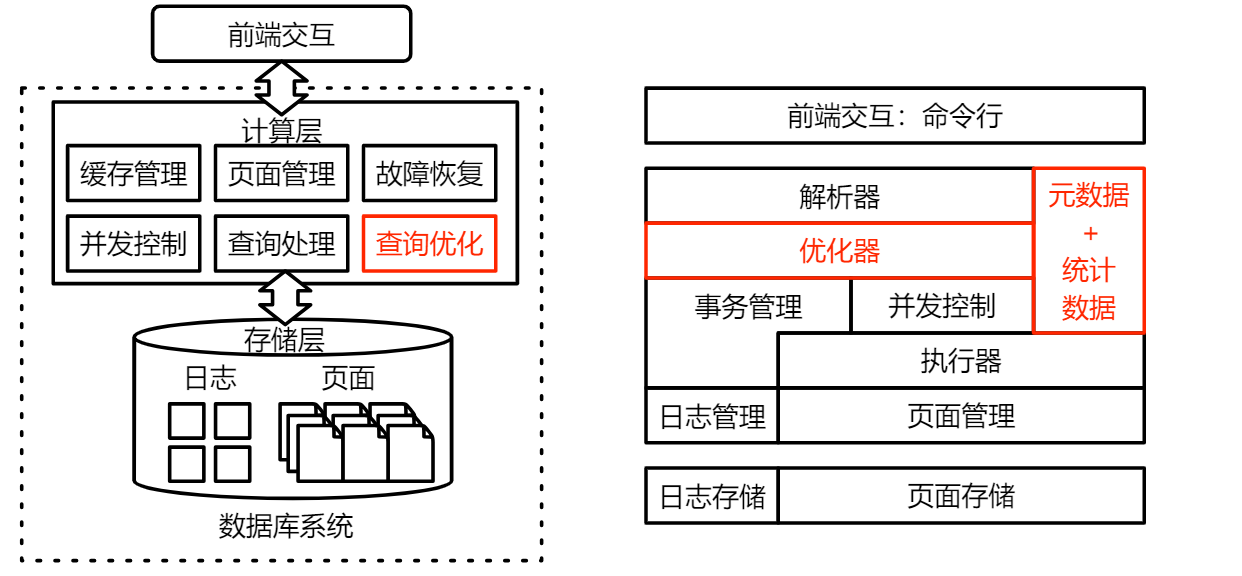 前端交互
计算层
缓存管理
页面管理
故障恢复
并发控制
查询处理
查询优化
存储层
日志
页面
数据库系统
前端交互：命令行
解析器
元数据
+
统计
数据
优化器
事务管理
并发控制
执行器
日志管理
页面管理
日志存储
页面存储